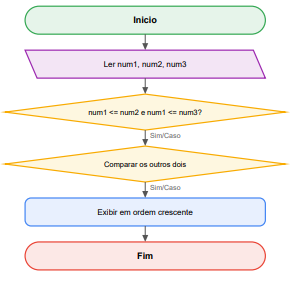 Inicio
Ler num1, num2, num3
num1 <= num2 e num1 <= num3?
Sim/Caso
Comparar os outros dois
Sim/Caso
Exibir em ordem crescente
Fim